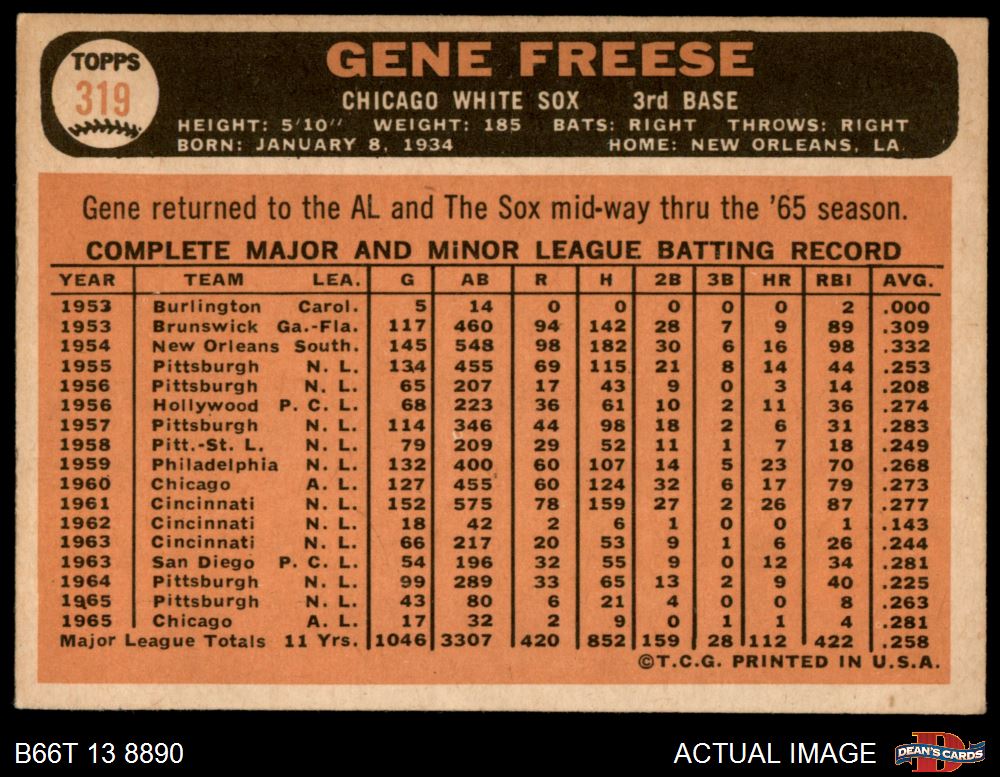 TOPPS
319
GENE FREESE
CHICAGO WHITE SOX 3rd BASE
HEIGHT: 5'10" WEIGHT: 185 BATS: RIGHT THROWS: RIGHT
BORN: JANUARY 8, 1934 HOME: NEW ORLEANS, LA.
Gene returned to the AL and The Sox mid-way thru the '65 season.
COMPLETE MAJOR AND MiNOR LEAGUE BATTING RECORD
YEAR TEAM LEA. G AB R H 2B 3B HR RBI AVG.
1953 Burlington Carol. 5 14 0 0 0 0 0 2 .000
1953 Brunswick Ga.-Fla. 117 460 94 142 28 7 9 89 .309
1954 New Orleans South. 145 548 98 182 30 6 16 98 .332
1955 Pittsburgh N. L. 134 455 69 115 21 8 14 44 .253
1956 Pittsburgh N. L. 65 207 17 43 9 0 3 14 .208
1956 Hollywood P. C. L. 68 223 36 61 10 2 11 36 .274
1957 Pittsburgh N. L. 114 346 44 98 18 2 6 31 .283
1958 Pitt.-St. L. N. L. 79 209 29 52 11 1 7 18 .249
1959 Philadelphia N. L. 132 400 60 107 14 5 23 70 .268
1960 Chicago A. L. 127 455 60 124 32 6 17 79 .273
1961 Cincinnati N. L. 152 575 78 159 27 2 26 87 .277
1962 Cincinnati N. L. 18 42 2 6 1 0 0 1 .143
1963 Cincinnati N. L. 66 217 20 53 9 1 6 26 .244
1963 San Diego P. C. L. 54 196 32 55 9 0 12 34 .281
1964 Pittsburgh N. L. 99 289 33 65 13 2 9 40 .225
1965 Pittsburgh N. L. 43 80 6 21 4 0 0 8 .263
1965 Chicago A. L. 17 32 2 9 0 1 1 4 .281
Major League Totals 11 Yrs. 1046 3307 420 852 159 28 112 422 .258
©T.C.G. PRINTED IN U.S.A.
B66T 13 8890 ACTUAL IMAGE D DEAN'S CARDS